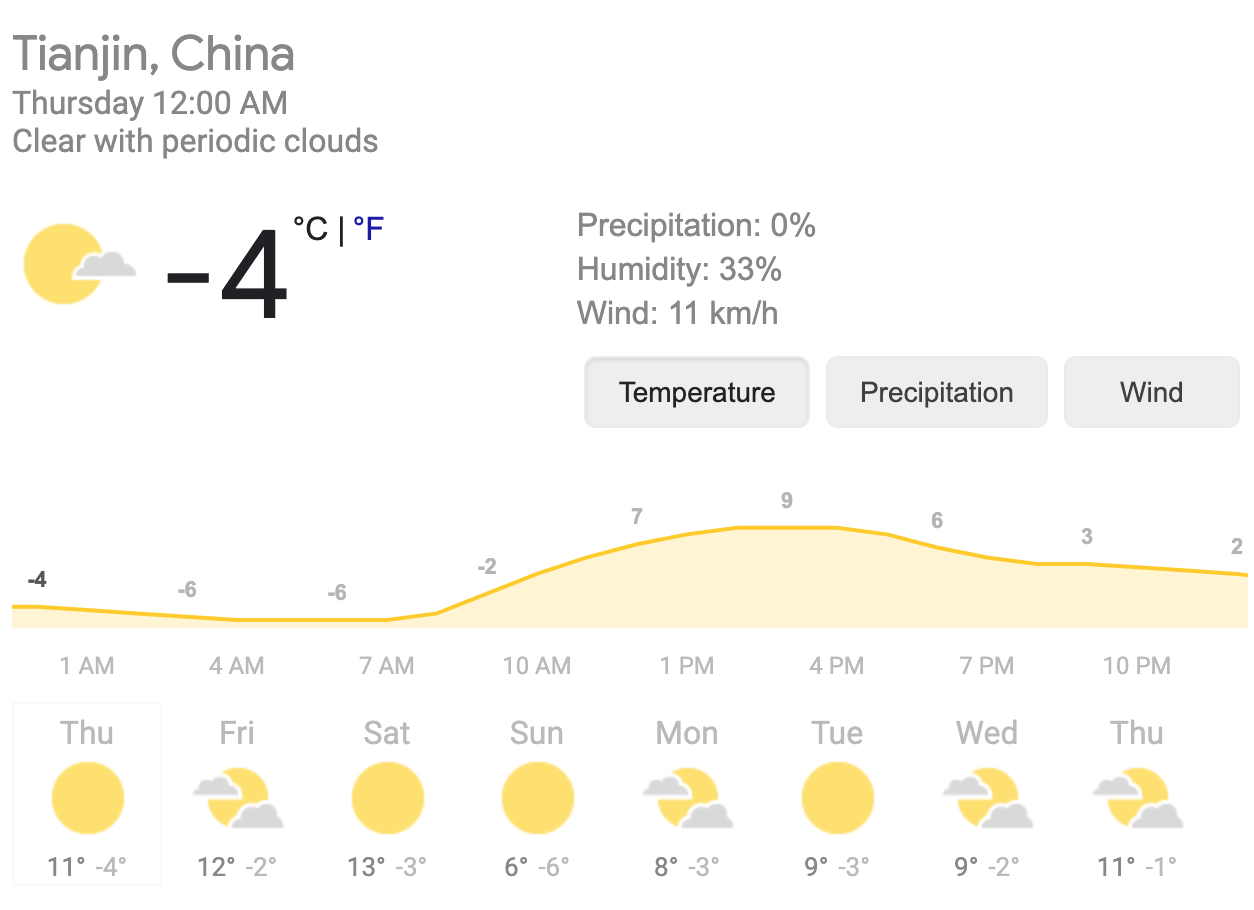 Tianjin, China
Thursday 12:00 AM
Clear with periodic clouds
-4 °C | °F
Precipitation: 0%
Humidity: 33%
Wind: 11 km/h
Temperature Precipitation Wind
-4 -6 -6 -2 7 9 6 3 2
1 AM 4 AM 7 AM 10 AM 1 PM 4 PM 7 PM 10 PM
Thu Fri Sat Sun Mon Tue Wed Thu
11° -4° 12° -2° 13° -3° 6° -6° 8° -3° 9° -3° 9° -2° 11° -1°